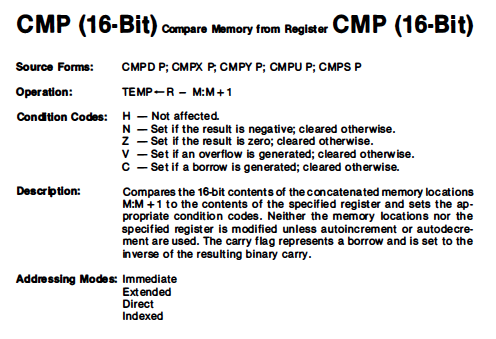 CMP (16-Bit) Compare Memory from Register CMP (16-Bit)
Source Forms: CMPD P; CMPX P; CMPY P; CMPU P; CMPS P
Operation: TEMP←R − M:M+1
Condition Codes: H — Not affected.
N — Set if the result is negative; cleared otherwise.
Z — Set if the result is zero; cleared otherwise.
V — Set if an overflow is generated; cleared otherwise.
C — Set if a borrow is generated; cleared otherwise.
Description: Compares the 16-bit contents of the concatenated memory locations
M:M+1 to the contents of the specified register and sets the ap-
propriate condition codes. Neither the memory locations nor the
specified register is modified unless autoincrement or autodecre-
ment are used. The carry flag represents a borrow and is set to the
inverse of the resulting binary carry.
Addressing Modes: Immediate
Extended
Direct
Indexed